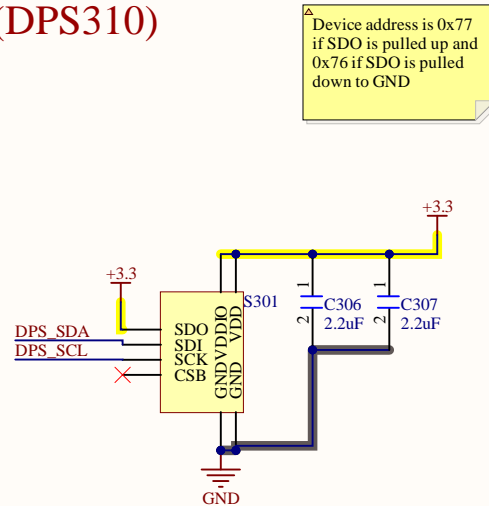 (DPS310)
Device address is 0x77
if SDO is pulled up and
0x76 if SDO is pulled
down to GND
+3.3
+3.3
S301
SDO
SDI
SCK
CSB
VDDIO
VDD
GND
GND
DPS_SDA
DPS_SCL
1
2
C306
2.2uF
1
2
C307
2.2uF
GND